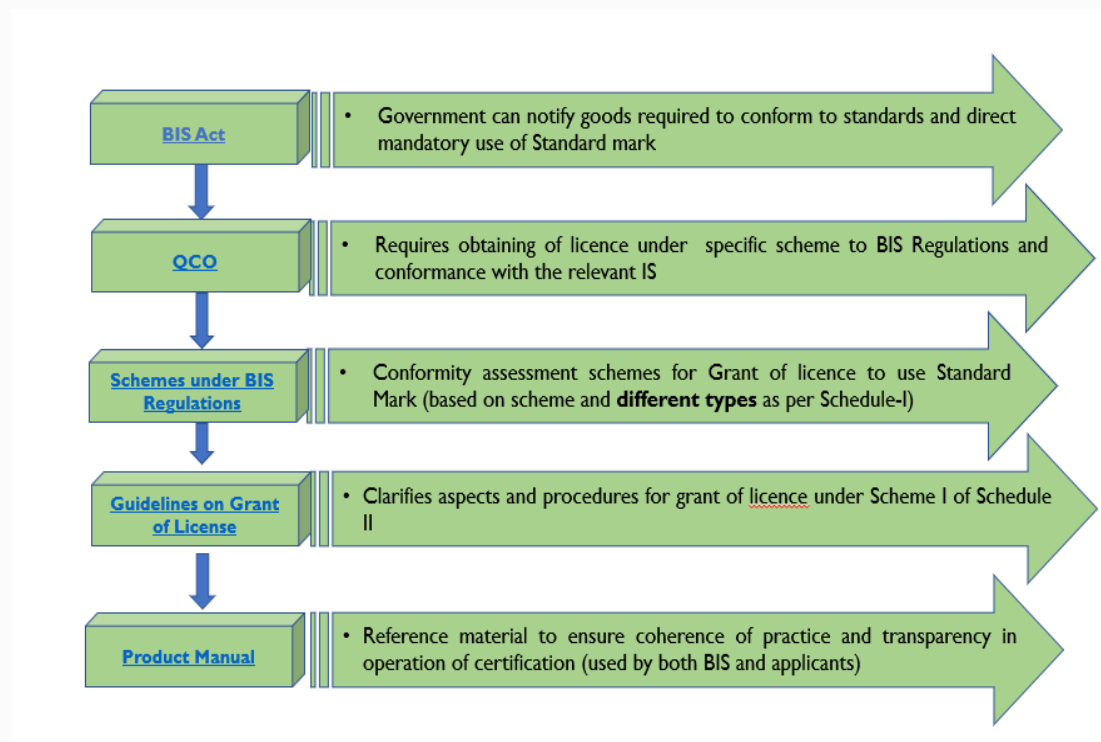 BIS Act
• Government can notify goods required to conform to standards and direct
mandatory use of Standard mark
QCO
• Requires obtaining of licence under specific scheme to BIS Regulations and
conformance with the relevant IS
Schemes under BIS
Regulations
• Conformity assessment schemes for Grant of licence to use Standard
Mark (based on scheme and different types as per Schedule-I)
Guidelines on Grant
of License
• Clarifies aspects and procedures for grant of licence under Scheme I of Schedule
II
Product Manual
• Reference material to ensure coherence of practice and transparency in
operation of certification (used by both BIS and applicants)